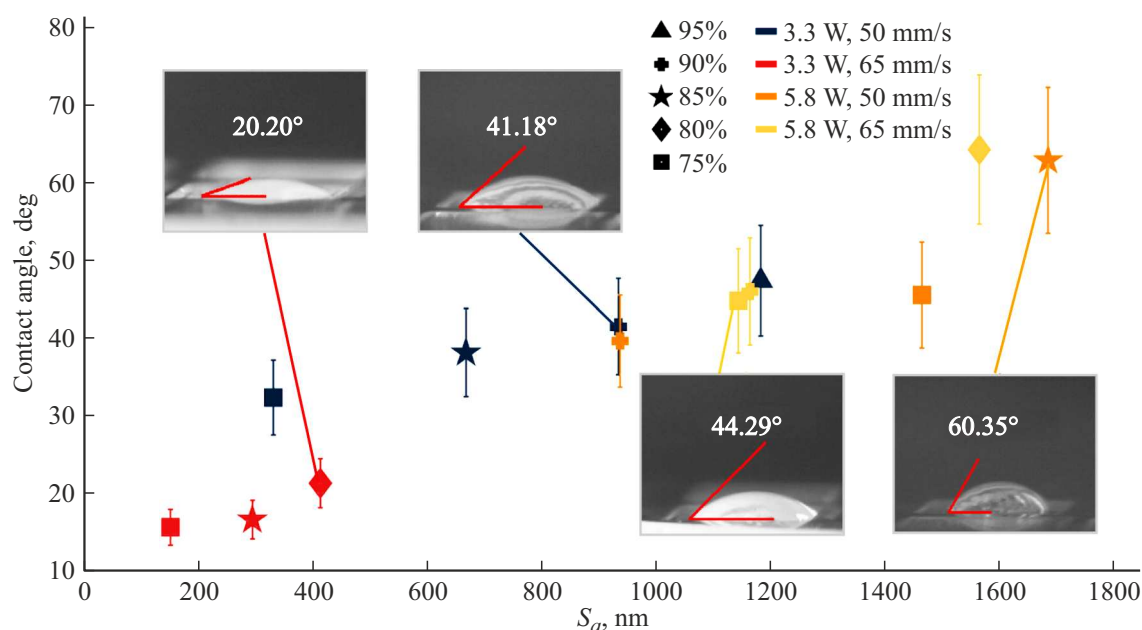 80
70
60
50
40
30
20
10
Contact angle, deg
95%
90%
85%
80%
75%
3.3 W, 50 mm/s
3.3 W, 65 mm/s
5.8 W, 50 mm/s
5.8 W, 65 mm/s
20.20°
41.18°
44.29°
60.35°
0 200 400 600 800 1000 1200 1400 1600 1800
Sa, nm